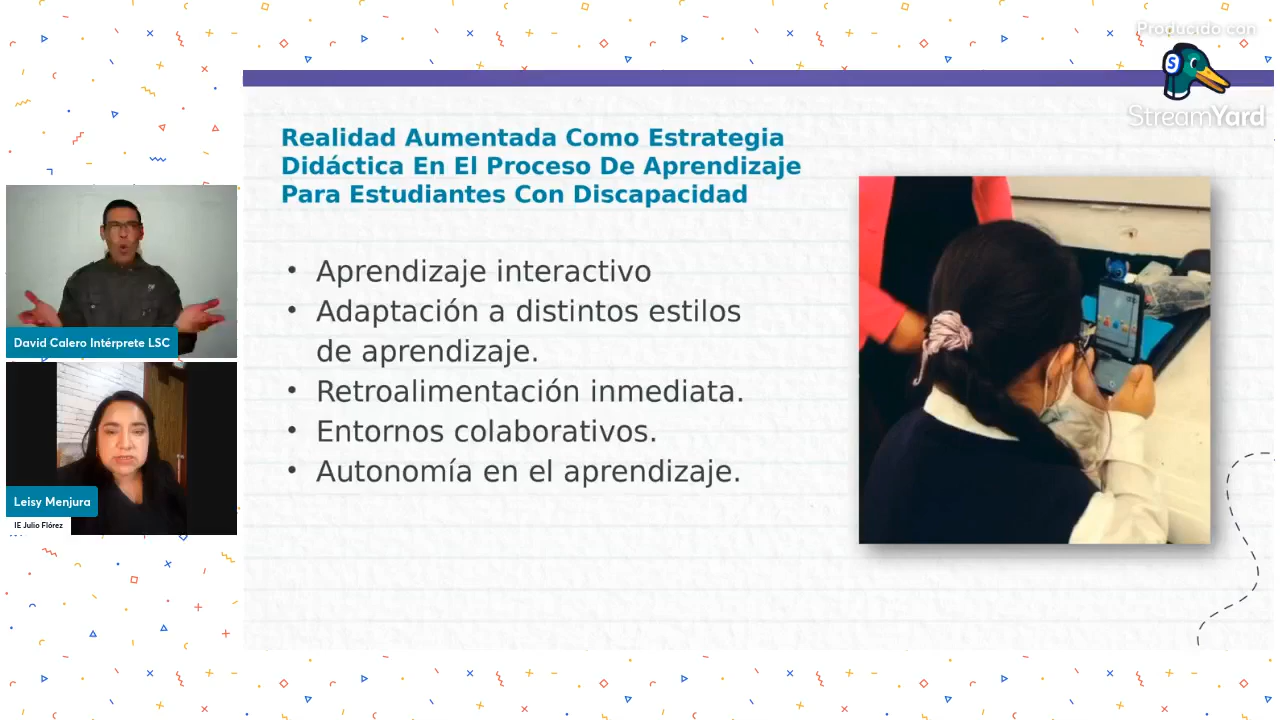 Producido con
StreamYard
Realidad Aumentada Como Estrategia
Didáctica En El Proceso De Aprendizaje
Para Estudiantes Con Discapacidad
• Aprendizaje interactivo
• Adaptación a distintos estilos
de aprendizaje.
• Retroalimentación inmediata.
• Entornos colaborativos.
• Autonomía en el aprendizaje.
David Calero Intérprete LSC
Leisy Menjura
IE Julio Flórez